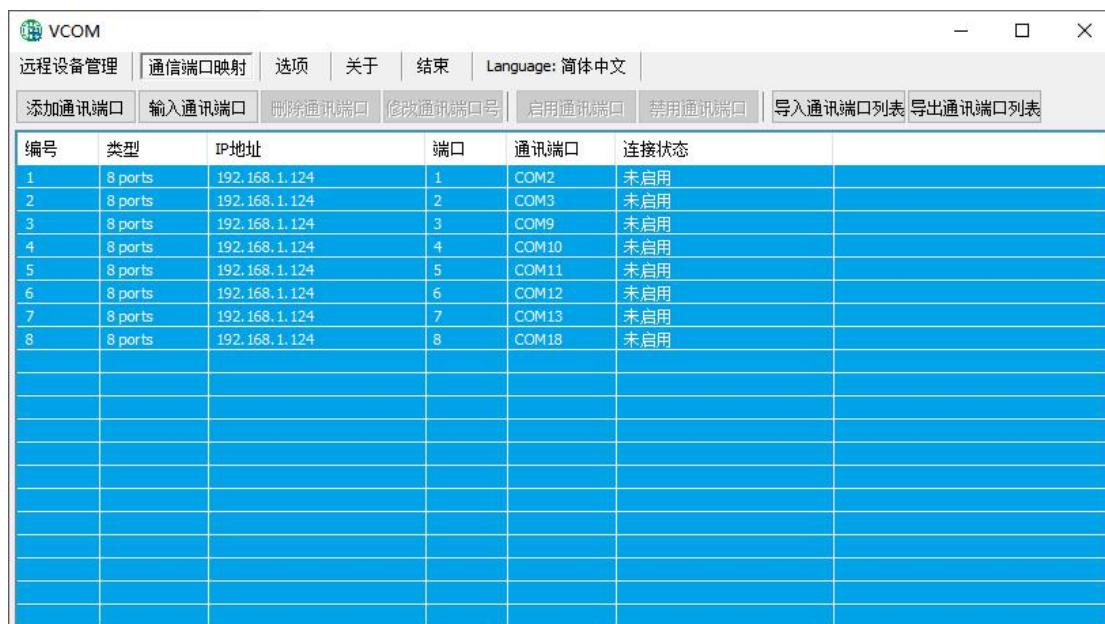 VCOM
远程设备管理 通信端口映射 选项 关于 结束 Language: 简体中文
添加通讯端口 输入通讯端口 删除通讯端口 修改通讯端口号 启用通讯端口 禁用通讯端口 导入通讯端口列表 导出通讯端口列表
编号 类型 IP地址 端口 通讯端口 连接状态
1 8 ports 192.168.1.124 1 COM2 未启用
2 8 ports 192.168.1.124 2 COM3 未启用
3 8 ports 192.168.1.124 3 COM9 未启用
4 8 ports 192.168.1.124 4 COM10 未启用
5 8 ports 192.168.1.124 5 COM11 未启用
6 8 ports 192.168.1.124 6 COM12 未启用
7 8 ports 192.168.1.124 7 COM13 未启用
8 8 ports 192.168.1.124 8 COM18 未启用